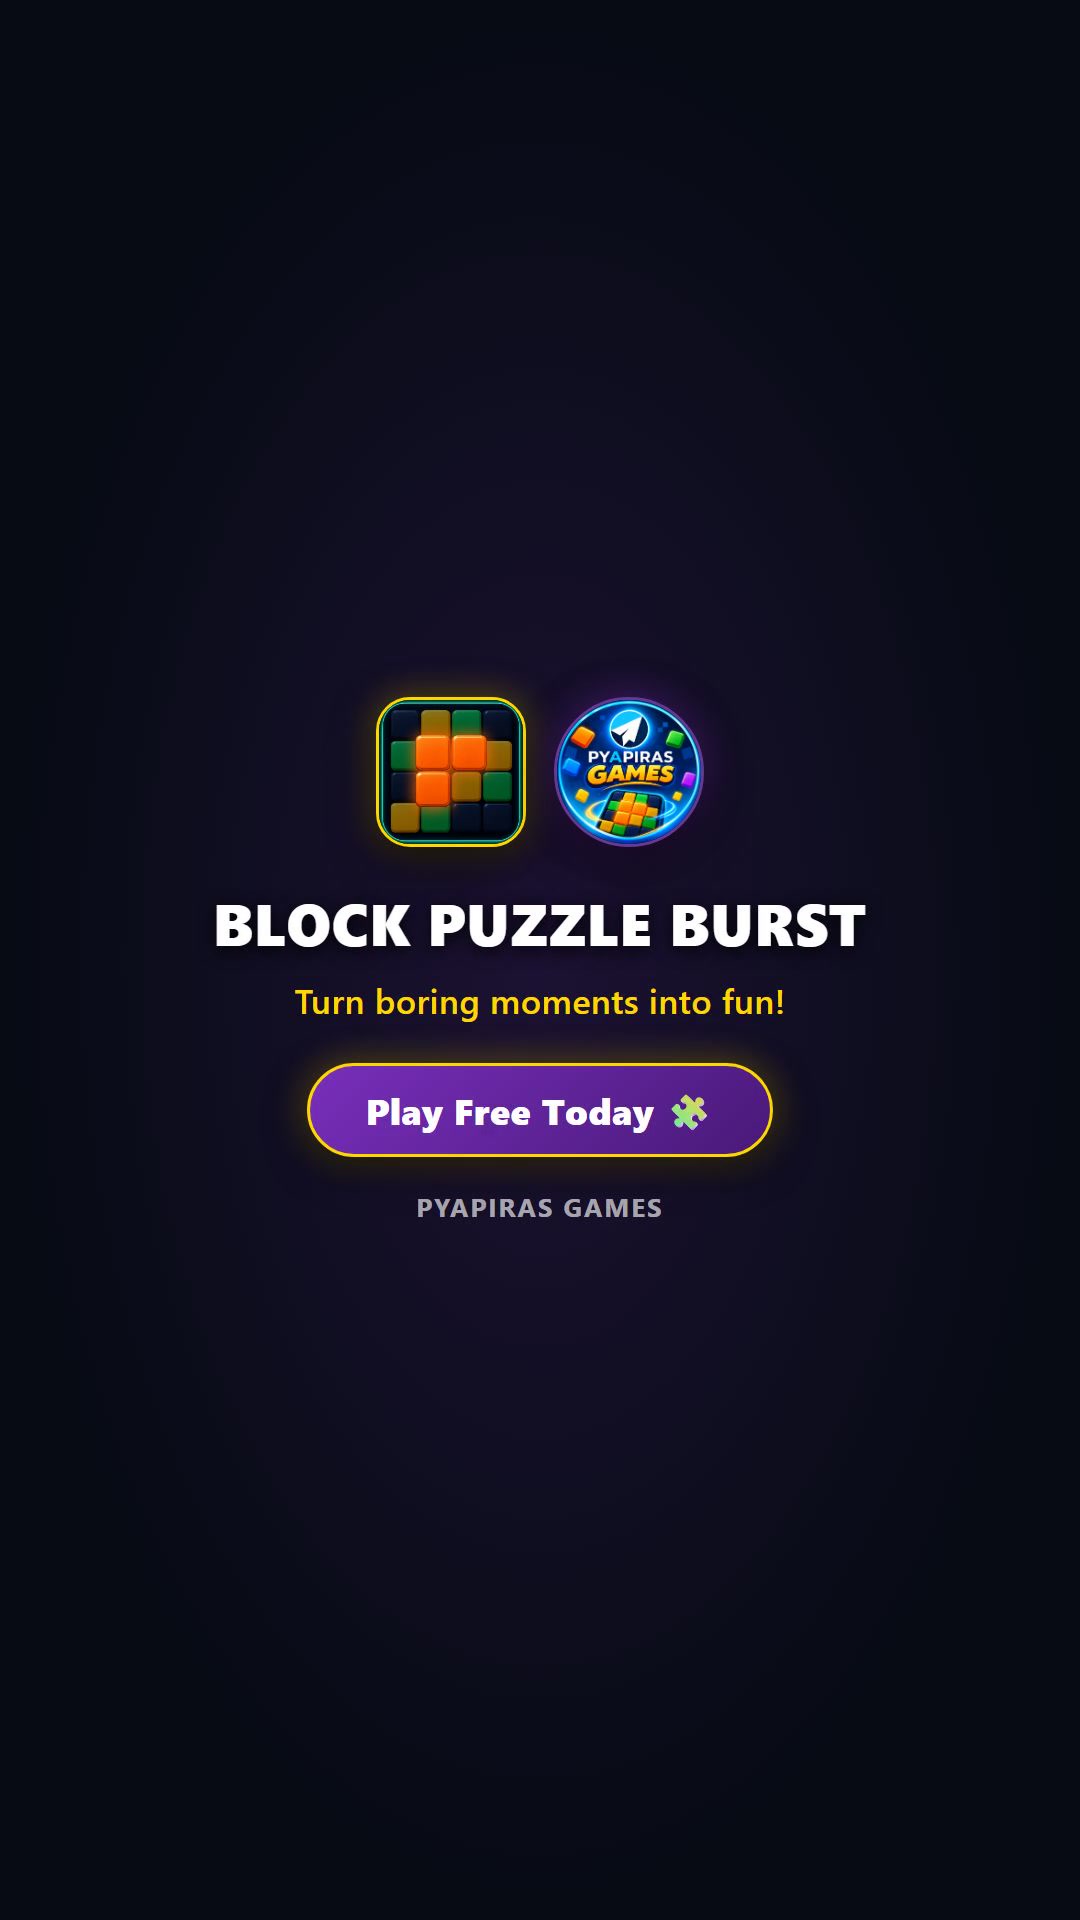 PYAPIRAS
GAMES
BLOCK PUZZLE BURST
Turn boring moments into fun!
Play Free Today 🧩
PYAPIRAS GAMES